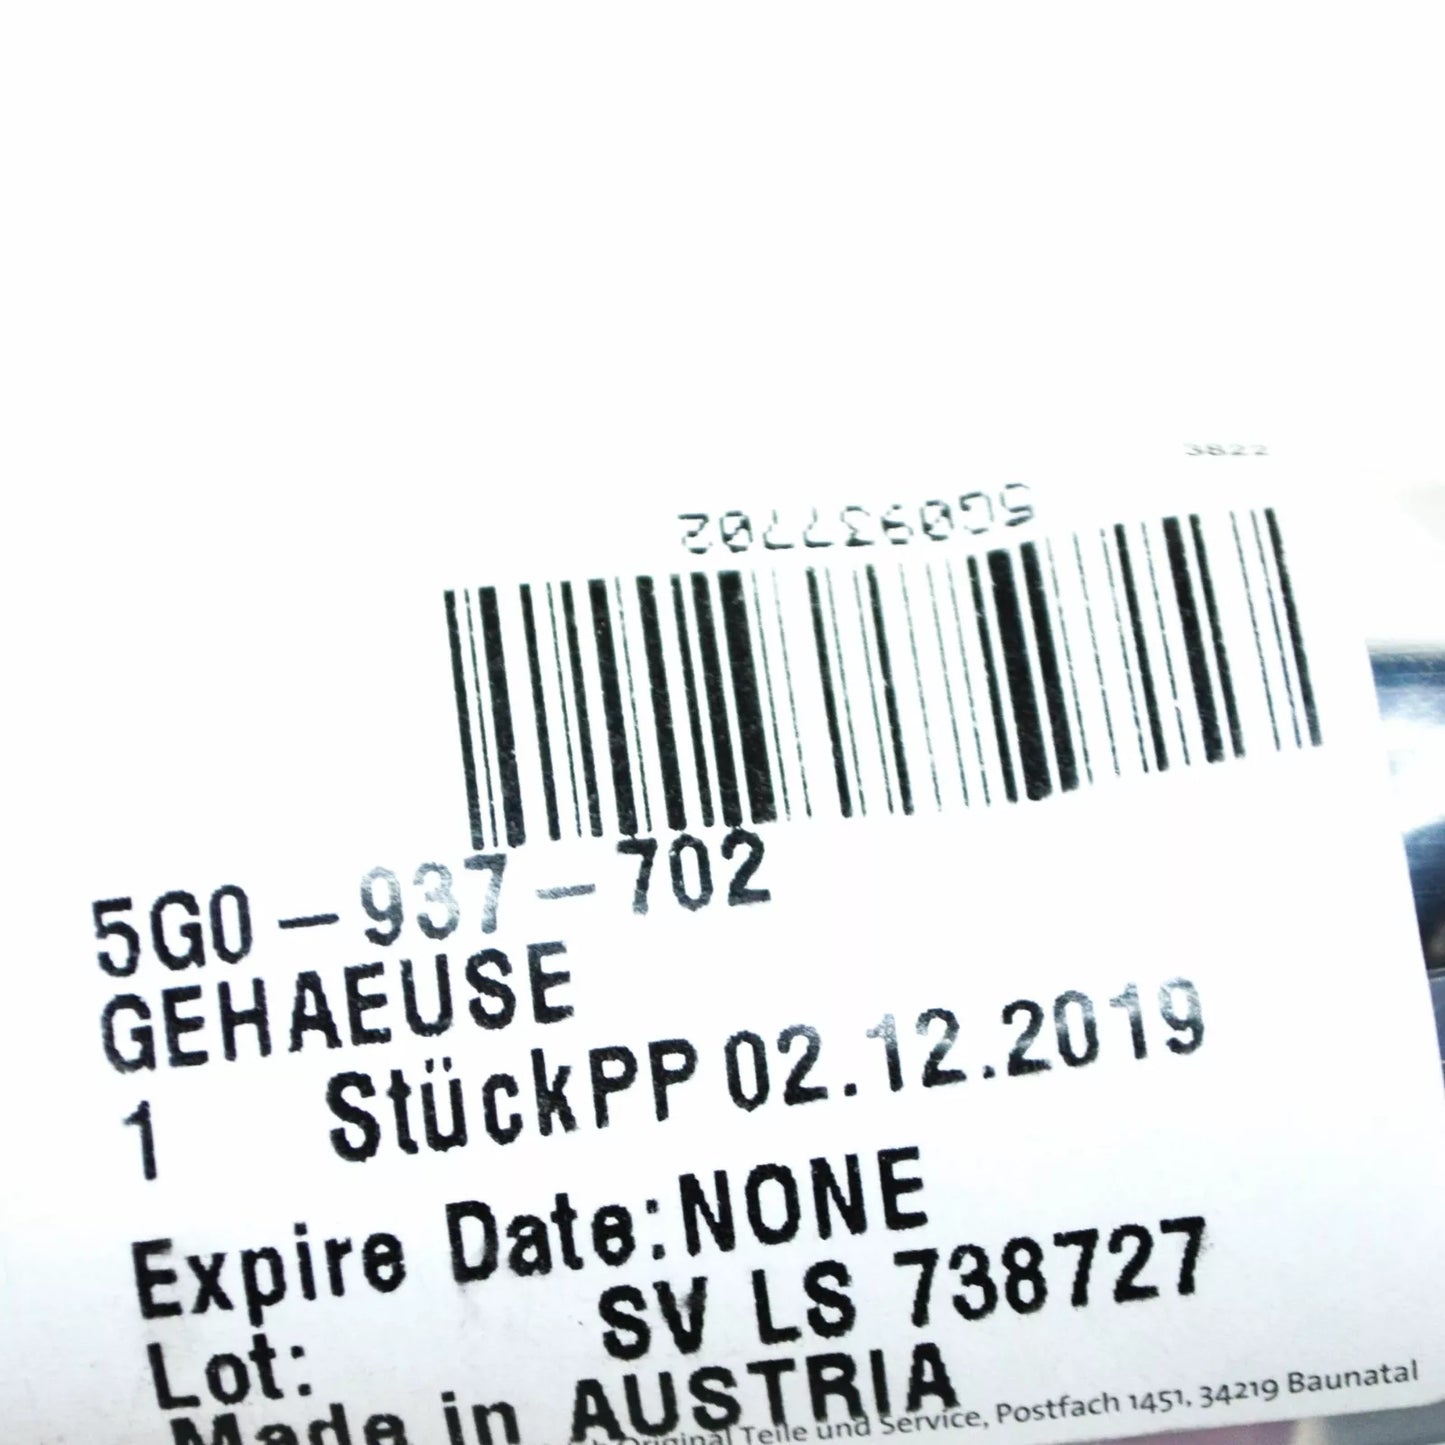 3822
5G0937702
5G0-937-702
GEHAEUSE
1 StückPP 02.12.2019
Expire Date:NONE
SV LS 738727
Lot:
Made in AUSTRIA
Original Teile und Service, Postfach 1451, 34219 Baunatal